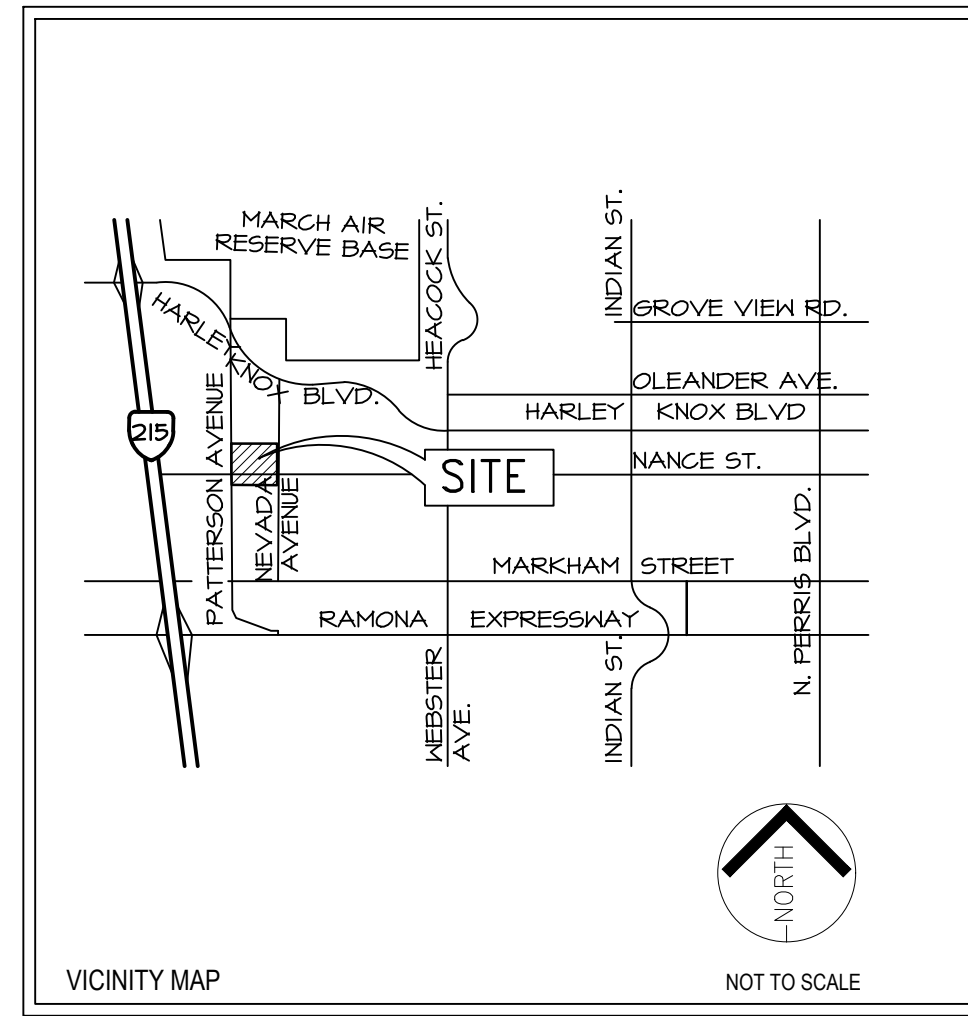 MARCH AIR
RESERVE BASE
HEACOCK ST.
INDIAN ST.
GROVE VIEW RD.
HARLEY KNOX BLVD.
OLEANDER AVE.
HARLEY KNOX BLVD
215
PATTERSON AVENUE
SITE
NANCE ST.
NEVADA
AVENUE
N. PERRIS BLVD.
MARKHAM STREET
RAMONA EXPRESSWAY
WEBSTER
AVE.
INDIAN ST.
NORTH
VICINITY MAP
NOT TO SCALE